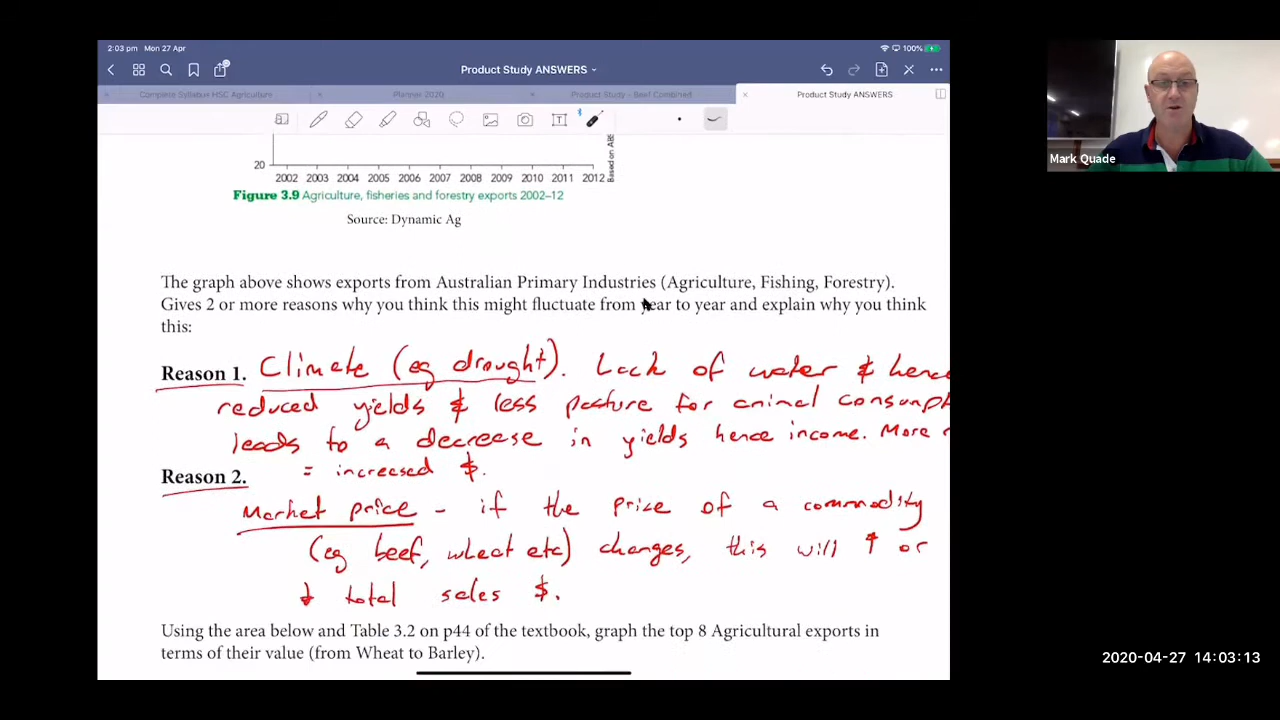 2:03 pm Mon 27 Apr
100%
Product Study ANSWERS
Complete Syllabus HSC Agriculture
Planner 2020
Product Study - Beef Combined
Product Study ANSWERS
Mark Quade
20
2002 2003 2004 2005 2006 2007 2008 2009 2010 2011 2012
Based on ABS
Figure 3.9 Agriculture, fisheries and forestry exports 2002–12
Source: Dynamic Ag
The graph above shows exports from Australian Primary Industries (Agriculture, Fishing, Forestry).
Gives 2 or more reasons why you think this might fluctuate from year to year and explain why you think
this:
Reason 1. Climate (eg drought). Lack of water & hence
reduced yields & less pasture for animal consumpt
leads to a decrease in yields hence income. More
= increased $.
Reason 2.
Market price - if the price of a commodity
(eg beef, wheat etc) changes, this will ↑ or
↓ total sales $.
Using the area below and Table 3.2 on p44 of the textbook, graph the top 8 Agricultural exports in
terms of their value (from Wheat to Barley).
2020-04-27 14:03:13